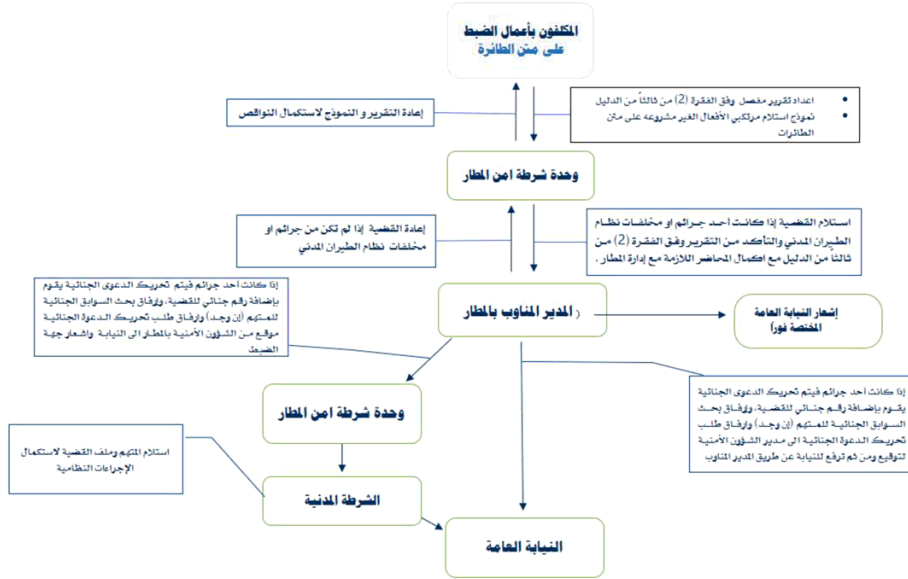 المكلفون بأعمال الضبط
على متن الطائرة
إعادة التقرير و النموذج لاستكمال النواقص
اعداد تقرير مفصل وفق الفقرة (2) من ثالثاً من الدليل
نموذج استلام مرتكبي الأفعال الغير مشروعه على متن
الطائرات
وحدة شرطة امن المطار
إعادة القضية إذا لم تكن من جرائم او
مخلفات نظام الطيران المدني
استلام القضية إذا كانت أحد جرائم او مخلفات نظام
الطيران المدني والتأكد من التقرير وفق الفقرة (2) من
ثالثاً من الدليل مع اكمال المحاضر اللازمة مع إدارة المطار .
إذا كانت أحد جرائم فيتم تحريك الدعوى الجنائية يقوم
بإضافة رقم جنائي للقضية، وإرفاق بحث السوابق الجنائية
للمتهم (إن وجد) وإرفاق طلب تحريك الدعوة الجنائية
موقع من الشؤون الأمنية بالمطار الى النيابة واشعار جهة
الضبط
( المدير المناوب بالمطار
إشعار النيابة العامة
المختصة فوراً
إذا كانت أحد جرائم فيتم تحريك الدعوى الجنائية
يقوم بإضافة رقم جنائي للقضية، وإرفاق بحث
السوابق الجنائية للمتهم (إن وجد) وإرفاق طلب
تحريك الدعوة الجنائية الى مدير الشؤون الأمنية
لتوقيع ومن ثم ترفع للنيابة عن طريق المدير المناوب
وحدة شرطة امن المطار
استلام المتهم وملف القضية لاستكمال
الإجراءات النظامية
الشرطة المدنية
النيابة العامة